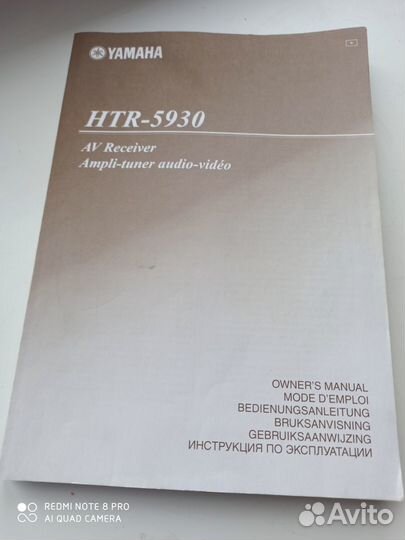 YAMAHA
HTR-5930
AV Receiver
Ampli-tuner audio-vidéo
OWNER'S MANUAL
MODE D'EMPLOI
BEDIENUNGSANLEITUNG
BRUKSANVISNING
GEBRUIKSAANWIJZING
ИНСТРУКЦИЯ ПО ЭКСПЛУАТАЦИИ
REDMI NOTE 8 PRO
AI QUAD CAMERA
Avito